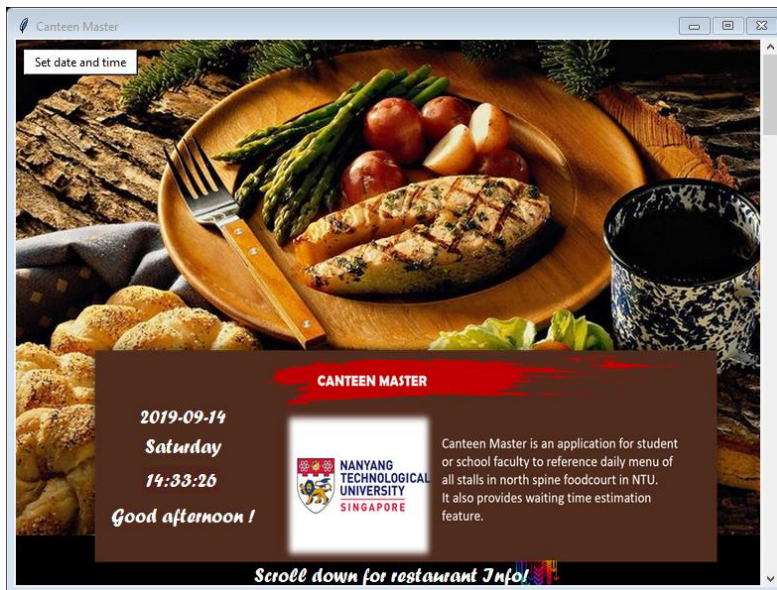 Canteen Master
Set date and time
CANTEEN MASTER
2019-09-14
Saturday
14:33:26
Good afternoon !
NANYANG
TECHNOLOGICAL
UNIVERSITY
SINGAPORE
Canteen Master is an application for student
or school faculty to reference daily menu of
all stalls in north spine foodcourt in NTU.
It also provides waiting time estimation
feature.
Scroll down for restaurant Info!